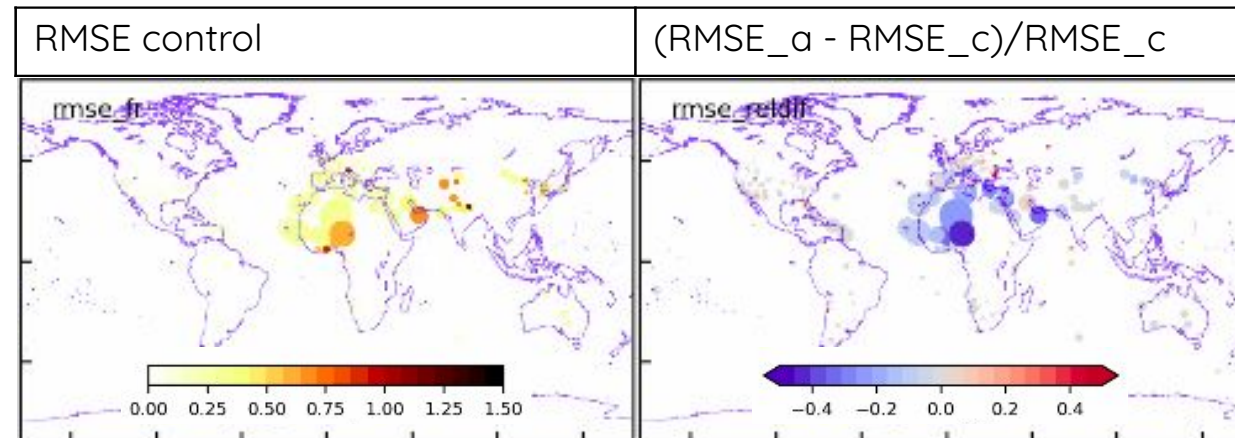 RMSE control
(RMSE_a - RMSE_c)/RMSE_c
rmse_fr
rmse_reldif
0.00 0.25 0.50 0.75 1.00 1.25 1.50
−0.4 −0.2 0.0 0.2 0.4